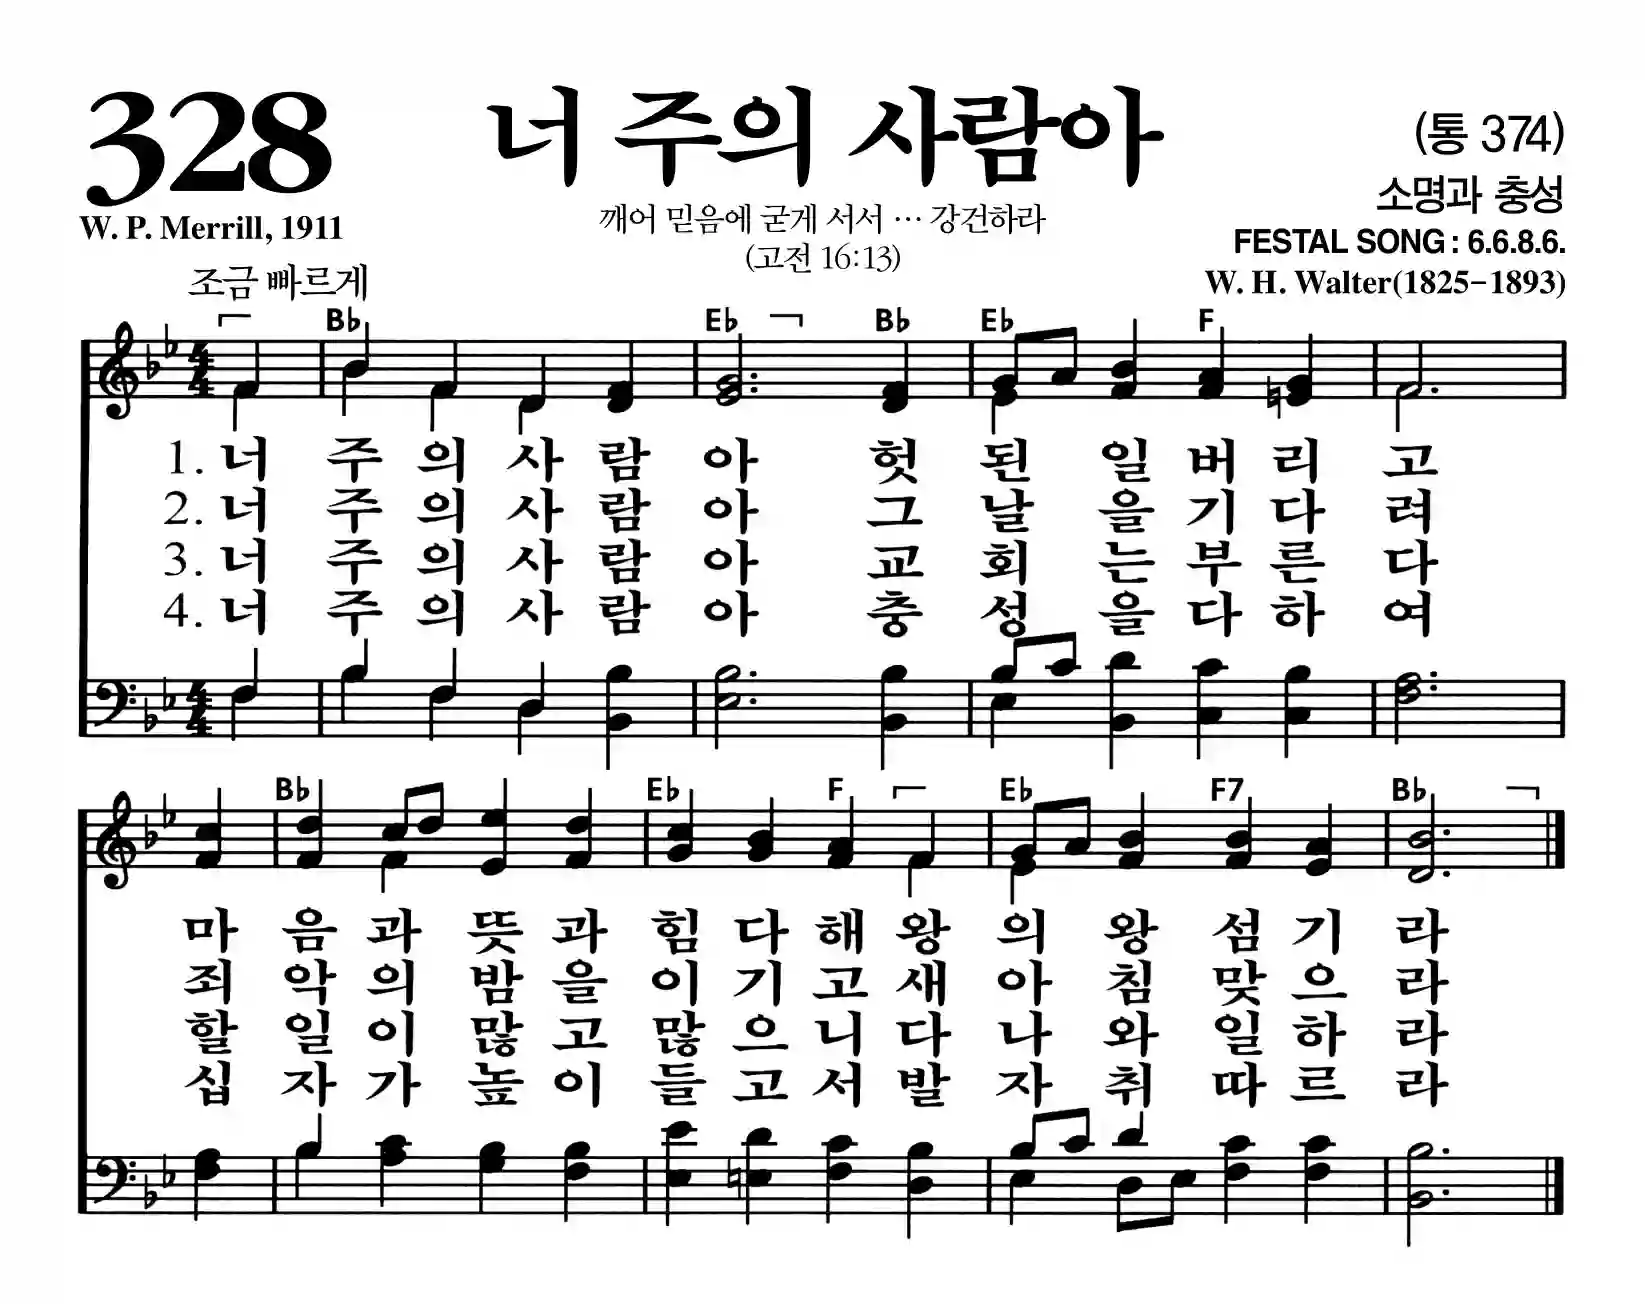 328
너 주의 사람아
(통 374)
소명과 충성
W. P. Merrill, 1911
깨어 믿음에 굳게 서서 … 강건하라
(고전 16:13)
FESTAL SONG : 6.6.8.6.
W. H. Walter(1825-1893)
조금 빠르게
B♭ E♭ B♭ E♭ F
1. 너 주 의 사 람 아 헛 된 일 버 리 고
2. 너 주 의 사 람 아 그 날 을 기 다 려
3. 너 주 의 사 람 아 교 회 는 부 른 다
4. 너 주 의 사 람 아 충 성 을 다 하 여
B♭ E♭ F E♭ F7 B♭
마 음 과 뜻 과 힘 다 해 왕 의 왕 섬 기 라
죄 악 의 밤 을 이 기 고 새 아 침 맞 으 라
할 일 이 많 고 많 으 니 다 나 와 일 하 라
십 자 가 높 이 들 고 서 발 자 취 따 르 라